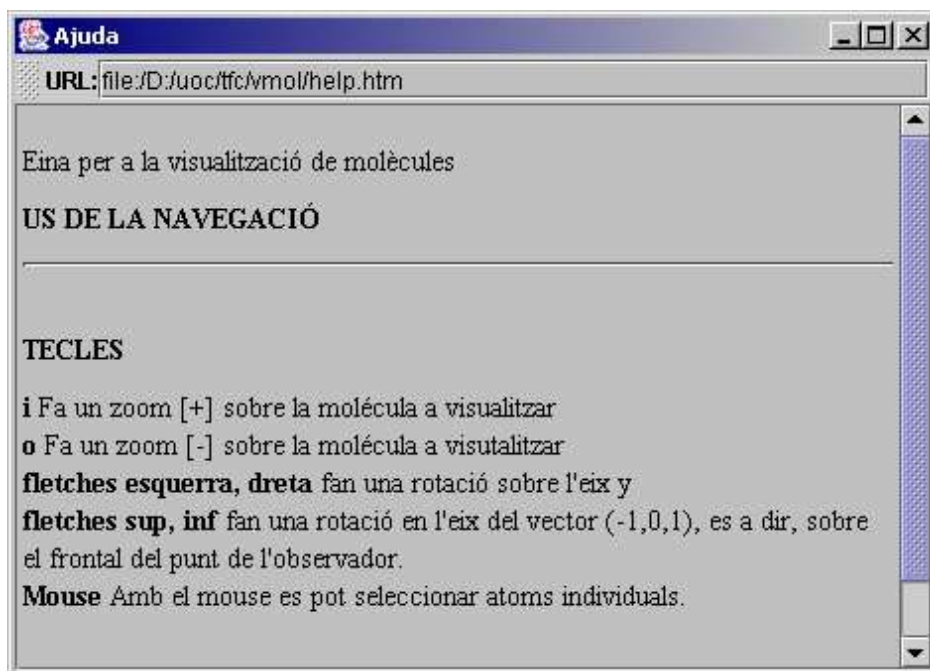 Ajuda
URL: file:/D:/uoc/tfc/vmol/help.htm
Eina per a la visualització de molècules
US DE LA NAVEGACIÓ
TECLES
i Fa un zoom [+] sobre la molécula a visualitzar
o Fa un zoom [-] sobre la molécula a visutalitzar
fletches esquerra, dreta fan una rotació sobre l'eix y
fletches sup, inf fan una rotació en l'eix del vector (-1,0,1), es a dir, sobre
el frontal del punt de l'observador.
Mouse Amb el mouse es pot seleccionar atoms individuals.